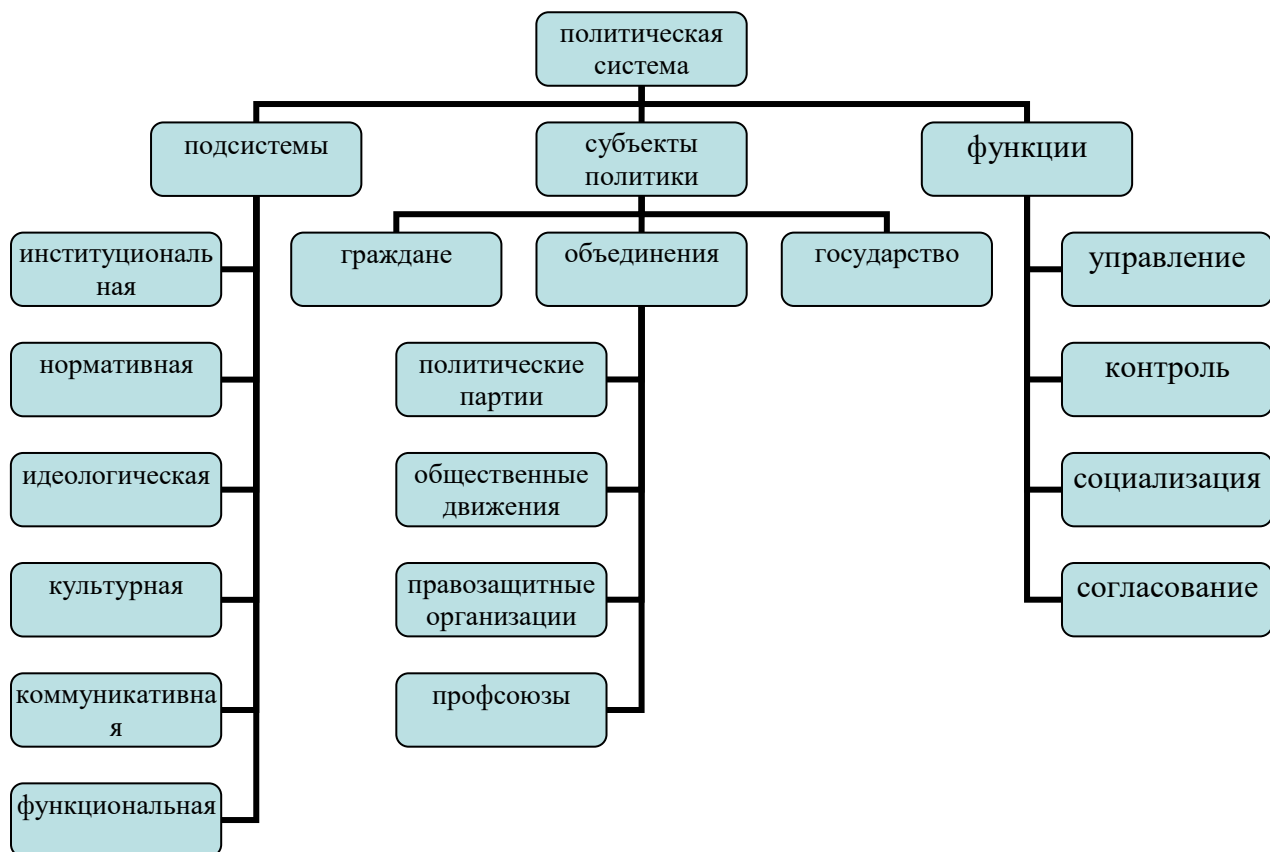 политическая
система
подсистемы
субъекты
политики
функции
институциональ
ная
граждане
объединения
государство
управление
нормативная
политические
партии
контроль
идеологическая
общественные
движения
социализация
культурная
правозащитные
организации
согласование
коммуникативна
я
профсоюзы
функциональная